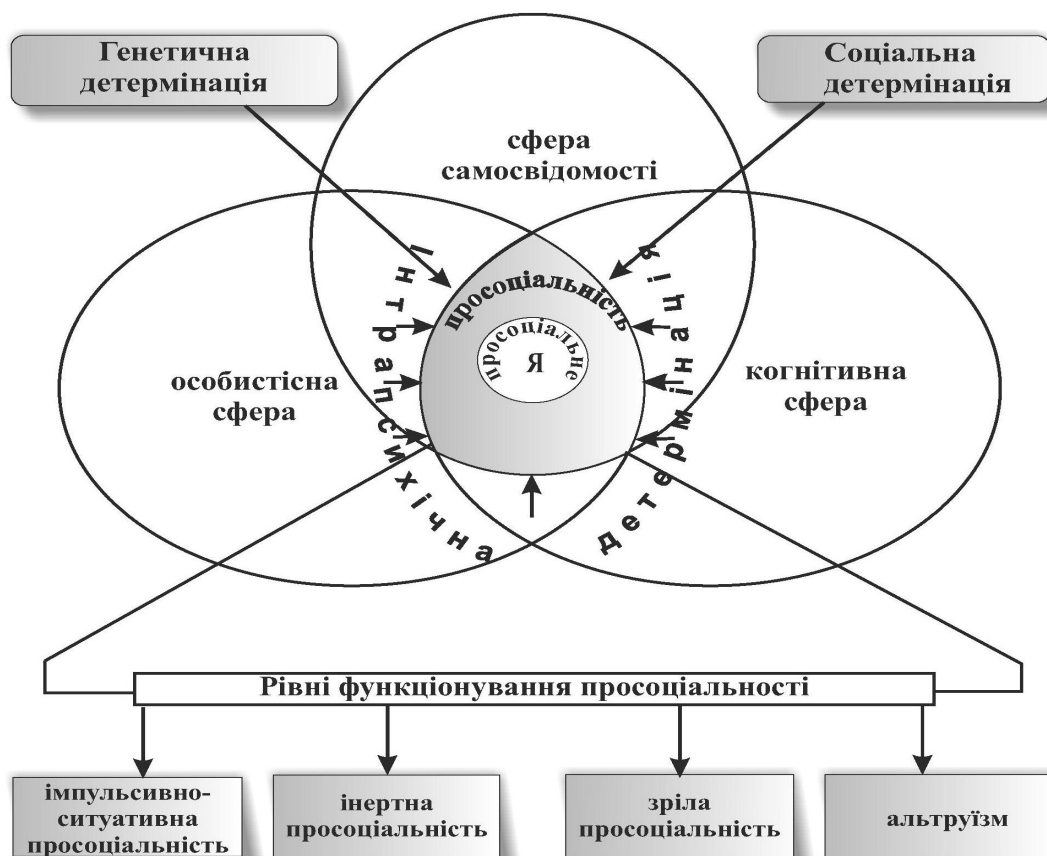 Генетична
детермінація
Соціальна
детермінація
сфера
самосвідомості
Інтрапсихічна детермінація
просоціальність
просоціальне
Я
особистісна
сфера
когнітивна
сфера
Рівні функціонування просоціальності
імпульсивно-
ситуативна
просоціальність
інертна
просоціальність
зріла
просоціальність
альтруїзм